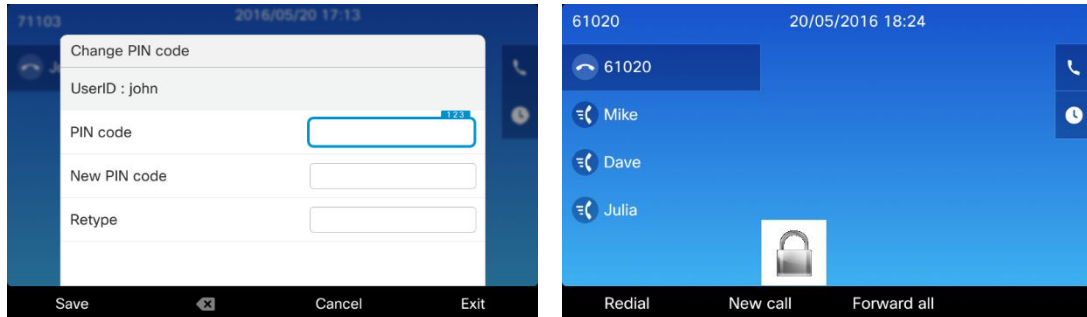 71103 2016/05/20 17:13
Change PIN code
UserID : john
123
PIN code
New PIN code
Retype
Save Cancel Exit
61020 20/05/2016 18:24
61020
Mike
Dave
Julia
Redial New call Forward all